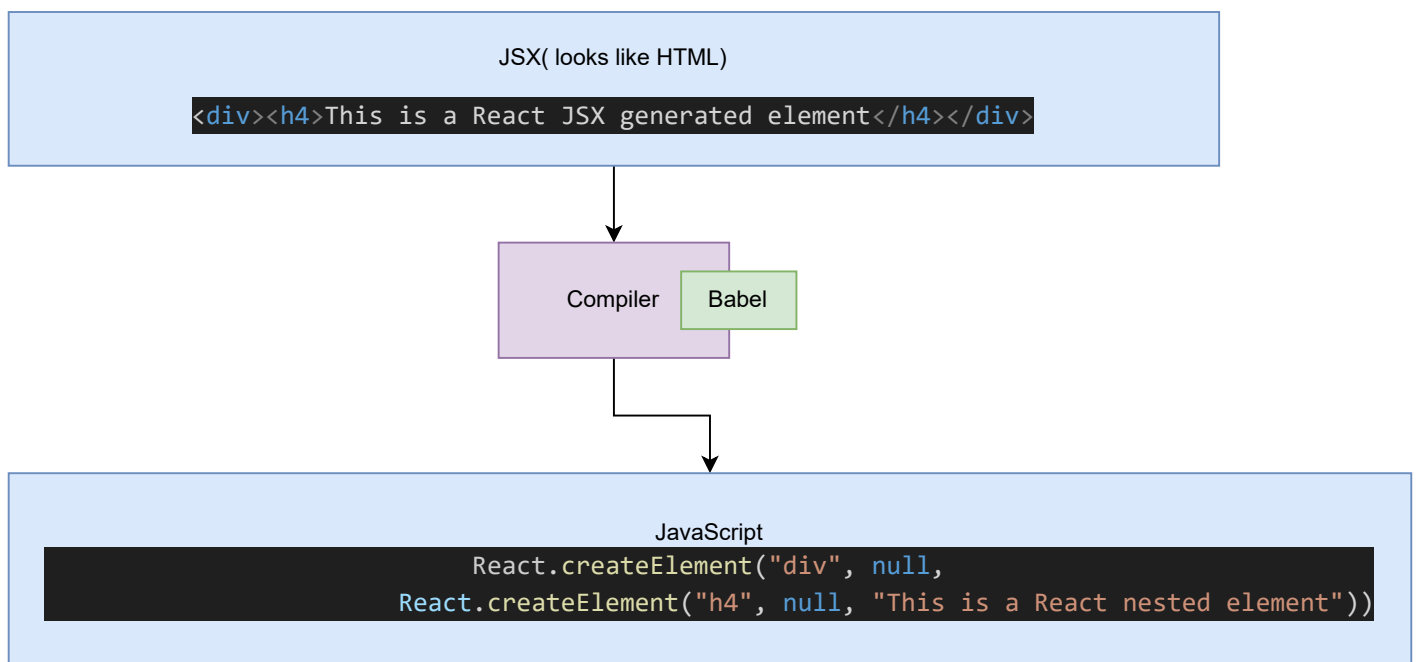 JSX( looks like HTML)
<div><h4>This is a React JSX generated element</h4></div>
Compiler
Babel
JavaScript
React.createElement("div", null,
React.createElement("h4", null, "This is a React nested element"))